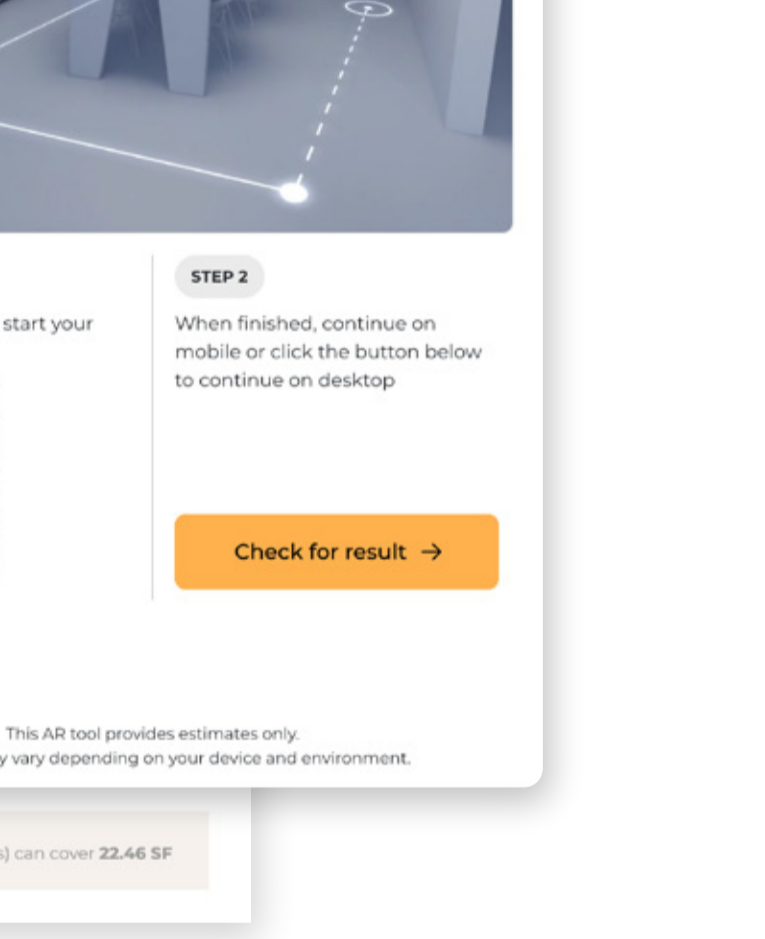 STEP 2
start your
When finished, continue on
mobile or click the button below
to continue on desktop
Check for result →
This AR tool provides estimates only.
y vary depending on your device and environment.
s) can cover 22.46 SF